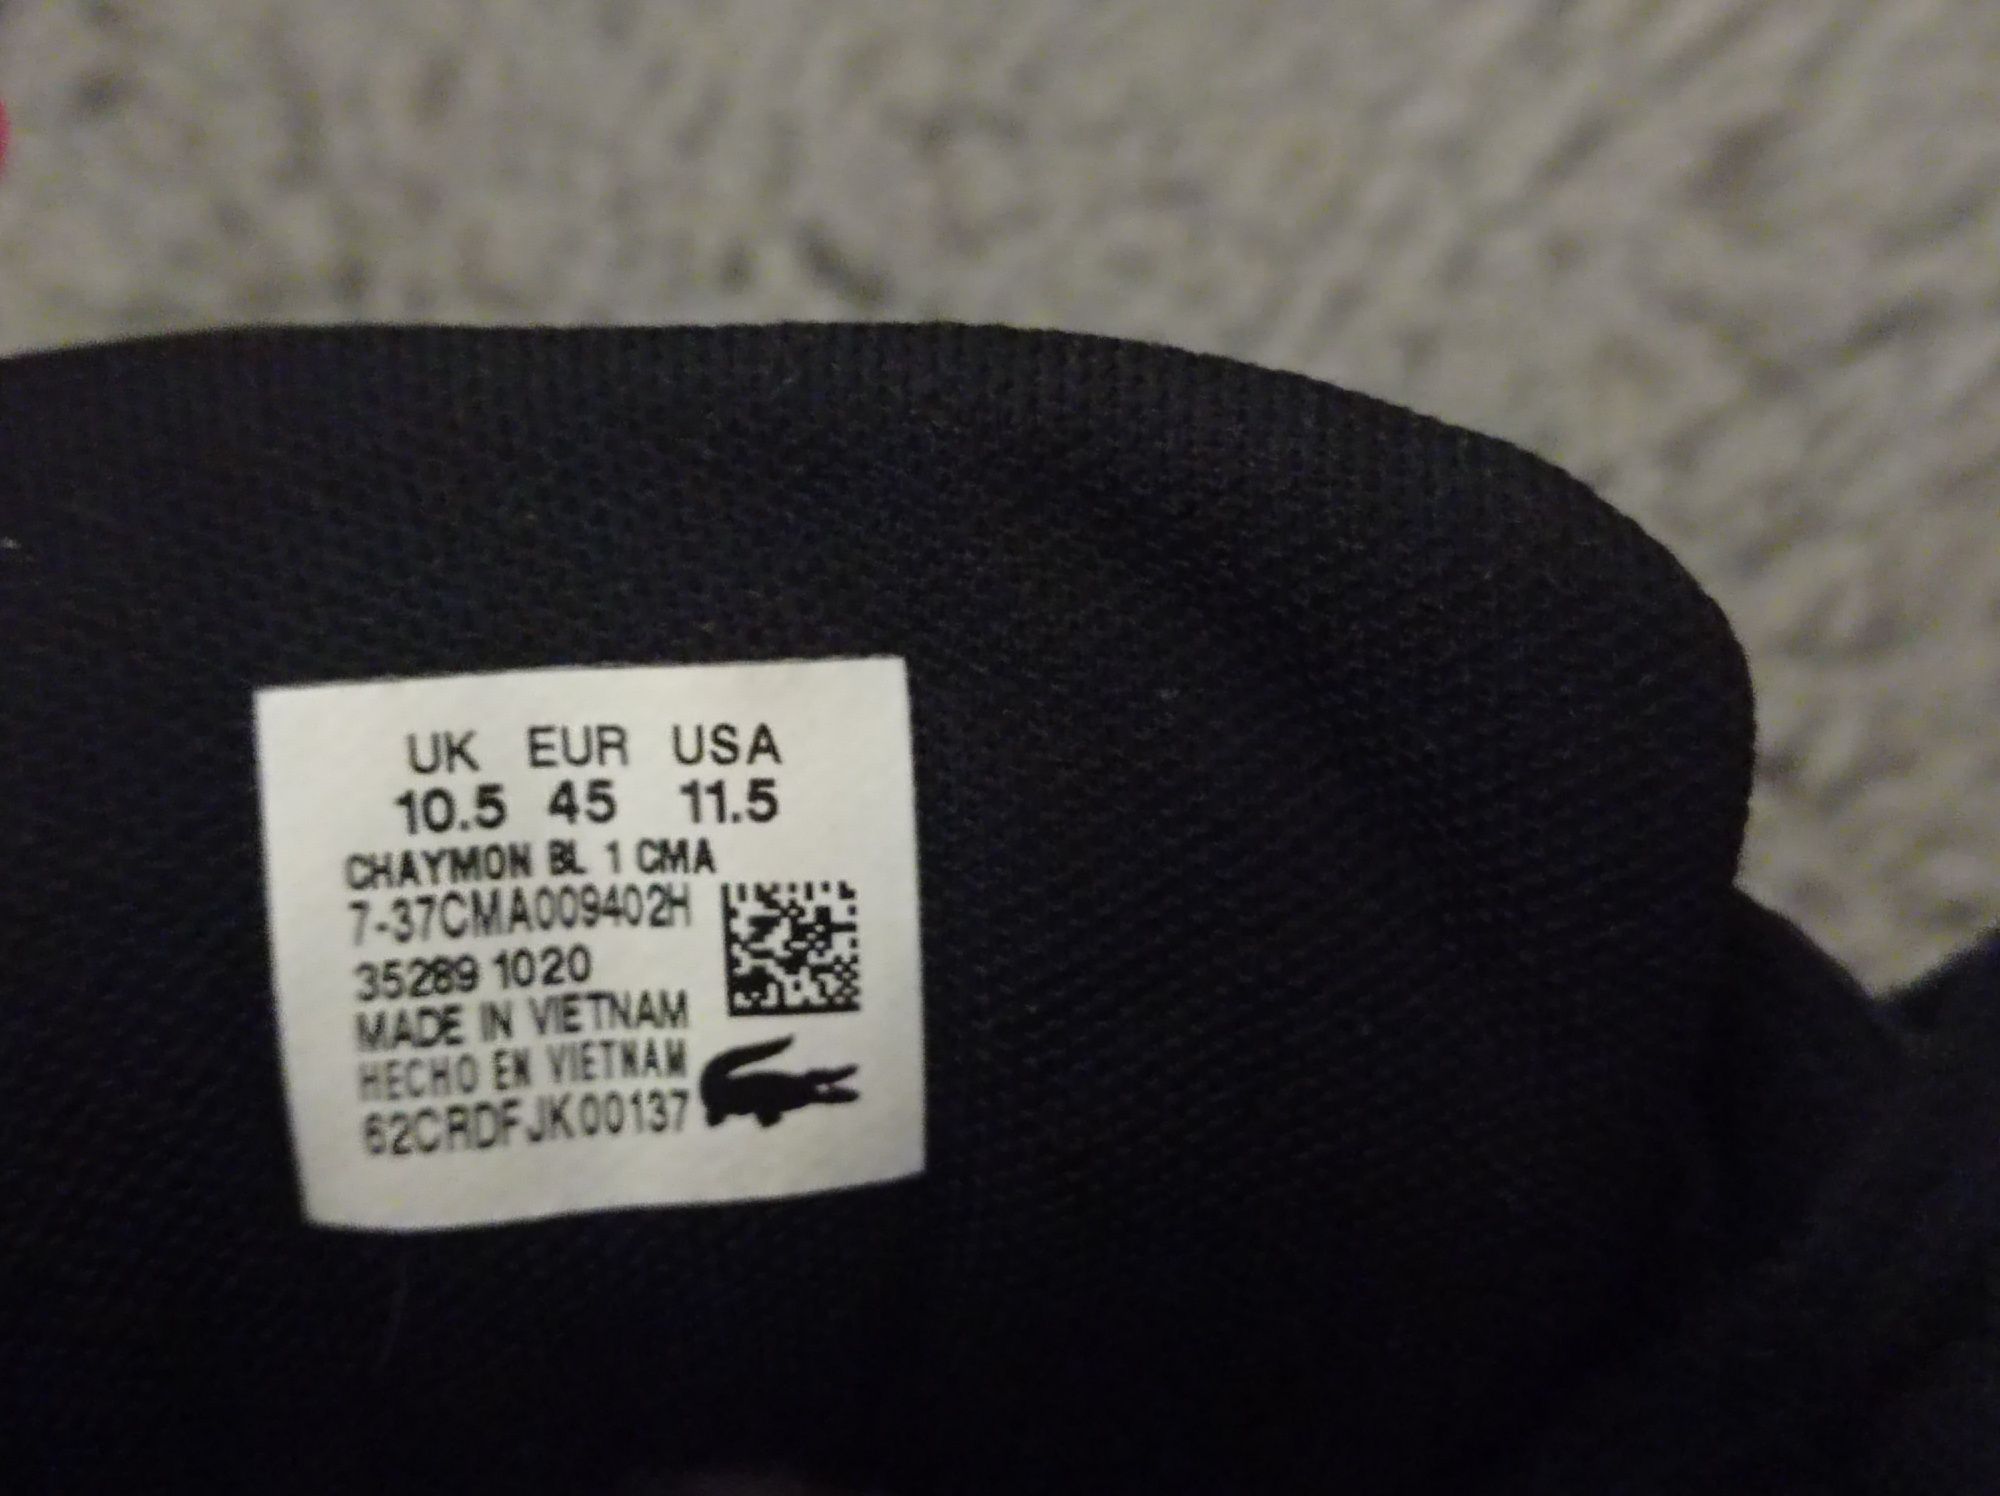 UK EUR USA
10.5 45 11.5
CHAYMON BL 1 CMA
7-37CMA009402H
35289 1020
MADE IN VIETNAM
HECHO EN VIETNAM
62CRDFJK00137